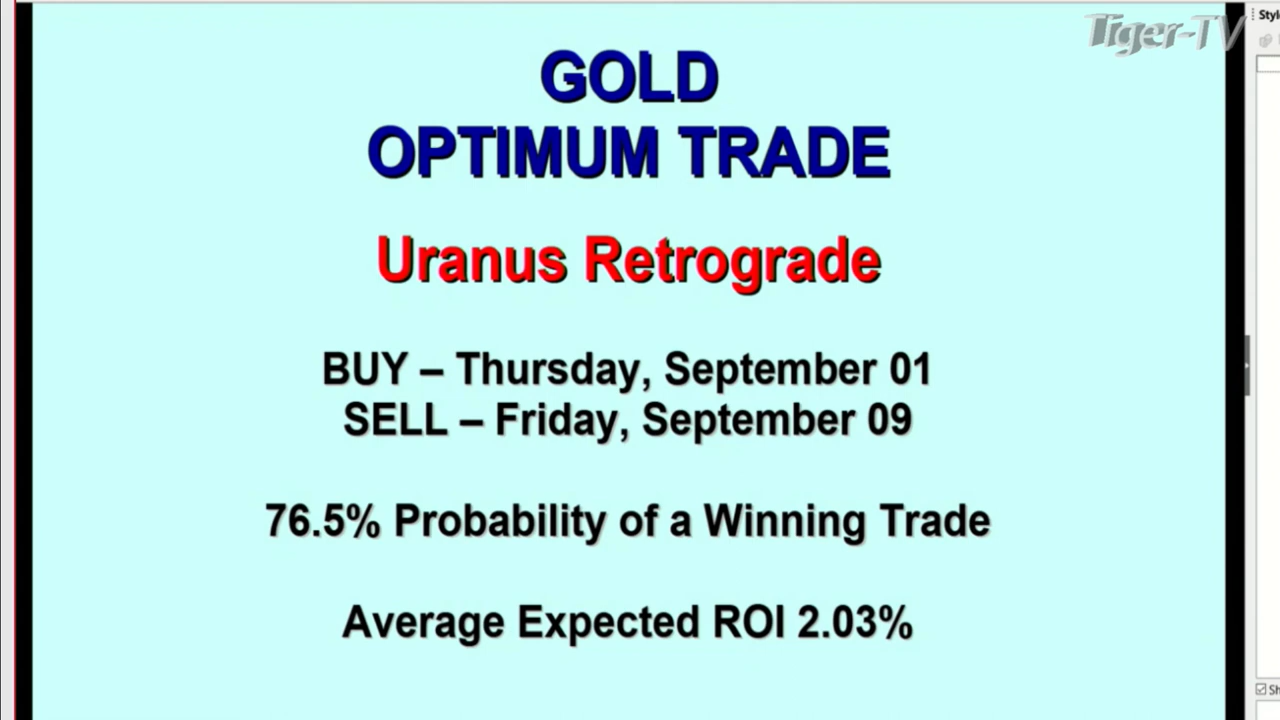 Tiger-TV
GOLD
OPTIMUM TRADE
Uranus Retrograde
BUY – Thursday, September 01
SELL – Friday, September 09
76.5% Probability of a Winning Trade
Average Expected ROI 2.03%